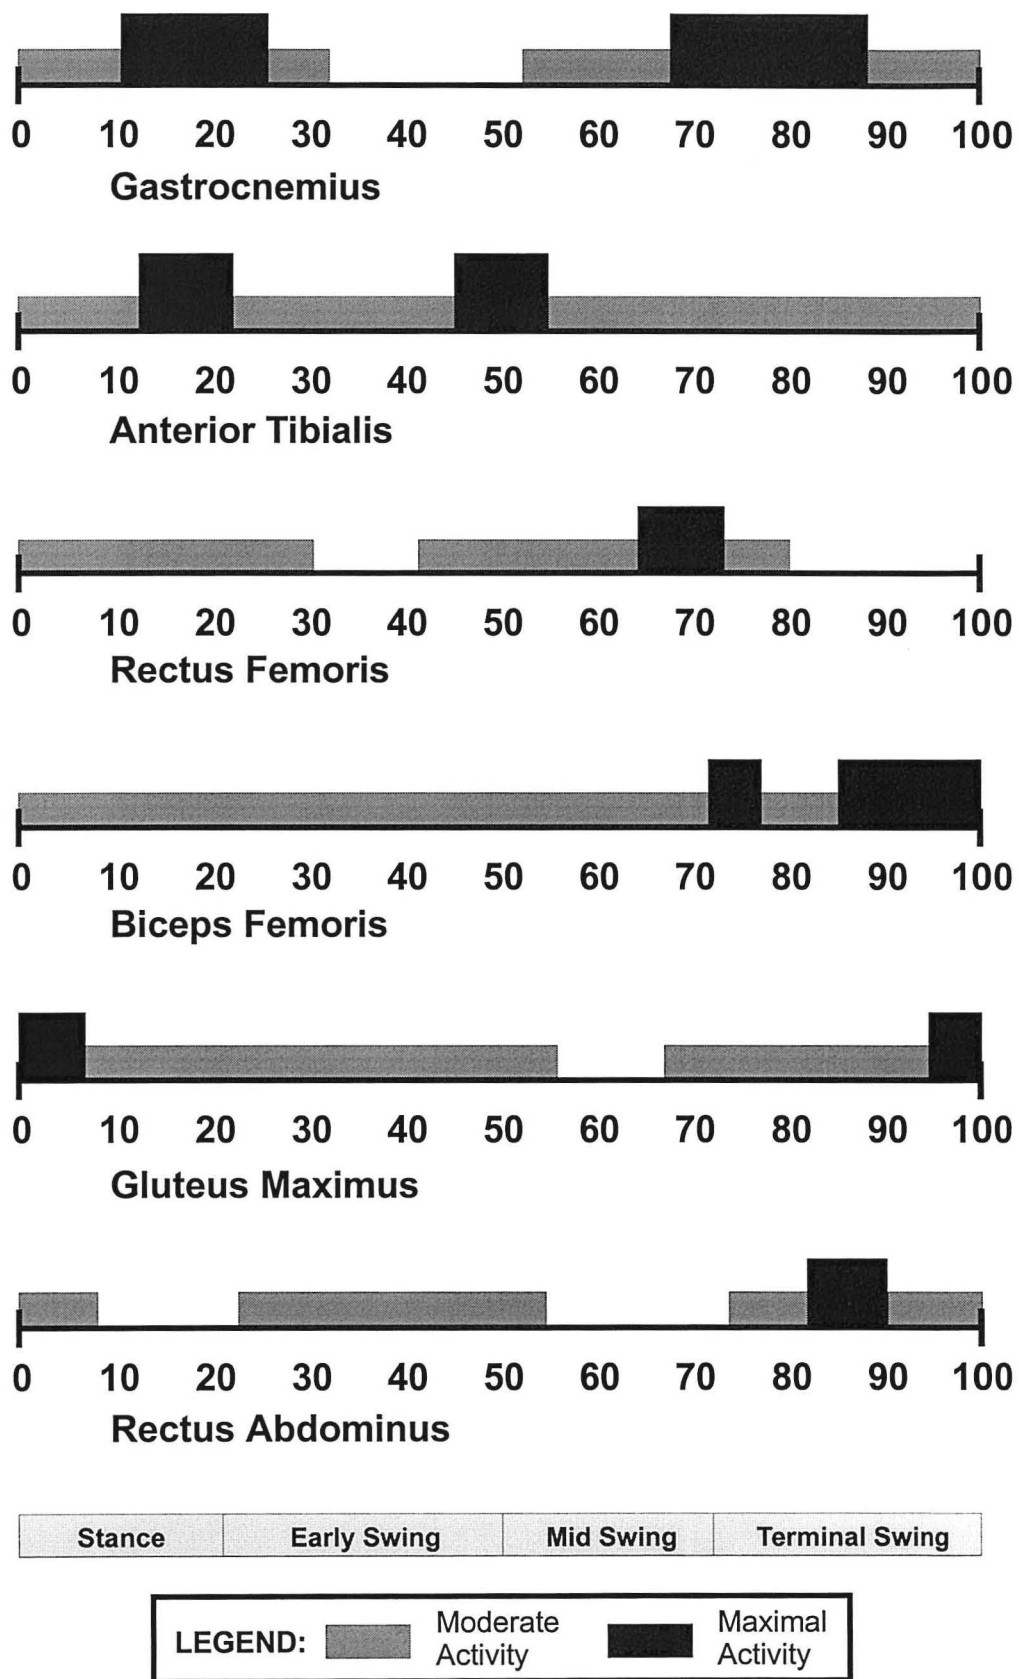 0 10 20 30 40 50 60 70 80 90 100
Gastrocnemius
0 10 20 30 40 50 60 70 80 90 100
Anterior Tibialis
0 10 20 30 40 50 60 70 80 90 100
Rectus Femoris
0 10 20 30 40 50 60 70 80 90 100
Biceps Femoris
0 10 20 30 40 50 60 70 80 90 100
Gluteus Maximus
0 10 20 30 40 50 60 70 80 90 100
Rectus Abdominus
Stance Early Swing Mid Swing Terminal Swing
LEGEND:
Moderate
Activity
Maximal
Activity